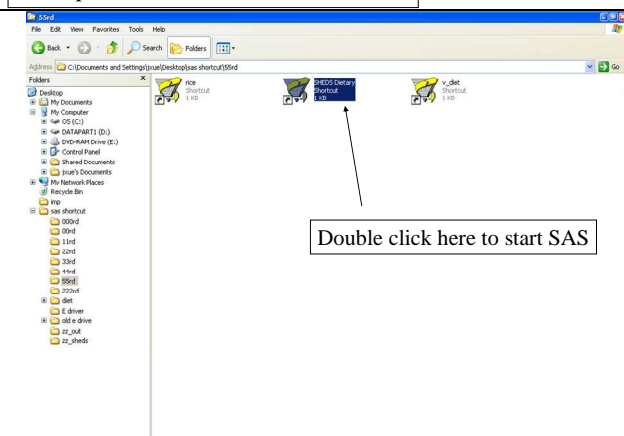 55rd
File Edit View Favorites Tools Help
Back Search Folders
Address C:\Documents and Settings\jxue\Desktop\sas shortcut\55rd Go
Folders ×
Desktop
My Documents
My Computer
OS (C:)
DATAPART1 (D:)
DVD-RAM Drive (E:)
Control Panel
Shared Documents
jxue's Documents
My Network Places
Recycle Bin
imp
sas shortcut
000rd
00rd
11rd
22rd
33rd
44rd
55rd
222rd
diet
E driver
old e drive
zz_out
zz_sheds
rice
Shortcut
1 KB
SHEDS Dietary
Shortcut
1 KB
v_diet
Shortcut
1 KB
Double click here to start SAS